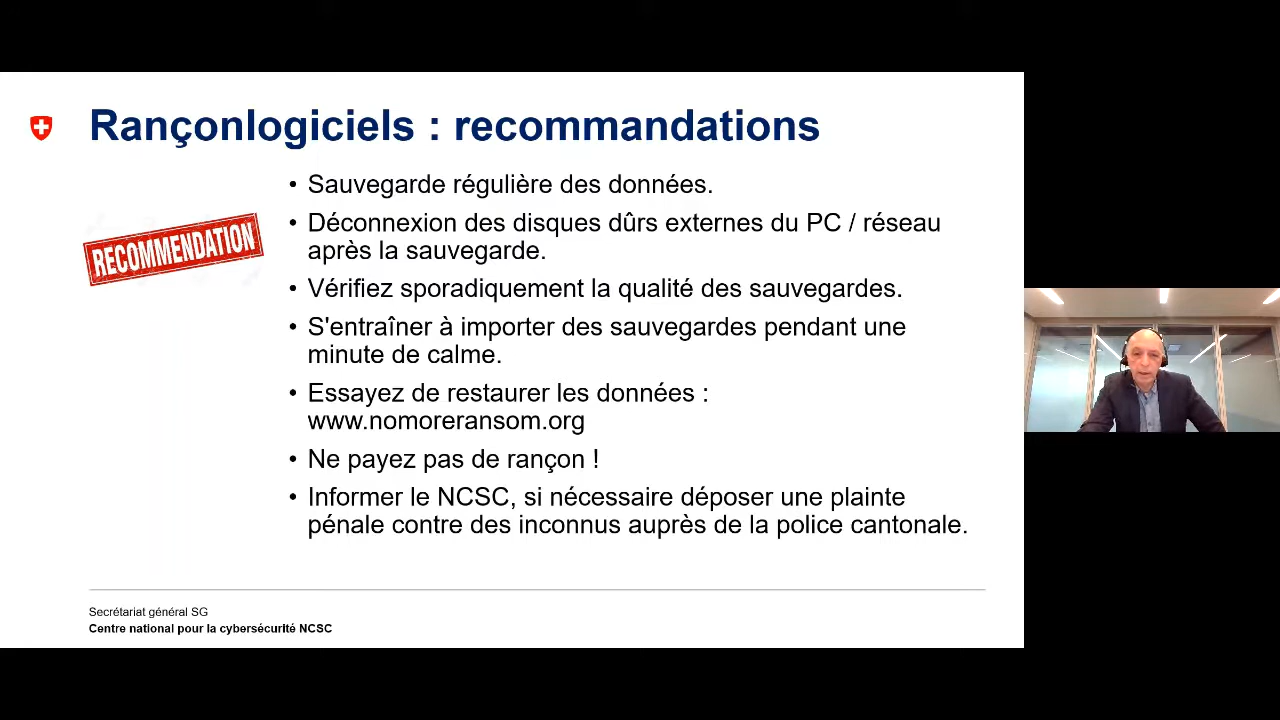 Rançonlogiciels : recommandations
RECOMMENDATION
• Sauvegarde régulière des données.
• Déconnexion des disques dûrs externes du PC / réseau
après la sauvegarde.
• Vérifiez sporadiquement la qualité des sauvegardes.
• S'entraîner à importer des sauvegardes pendant une
minute de calme.
• Essayez de restaurer les données :
www.nomoreransom.org
• Ne payez pas de rançon !
• Informer le NCSC, si nécessaire déposer une plainte
pénale contre des inconnus auprès de la police cantonale.
Secrétariat général SG
Centre national pour la cybersécurité NCSC